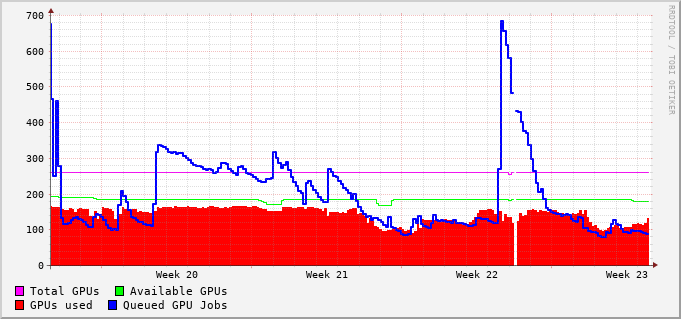 700
600
500
400
300
200
100
0
Week 20 Week 21 Week 22 Week 23
Total GPUs Available GPUs
GPUs used Queued GPU Jobs
RRDTOOL / TOBI OETIKER